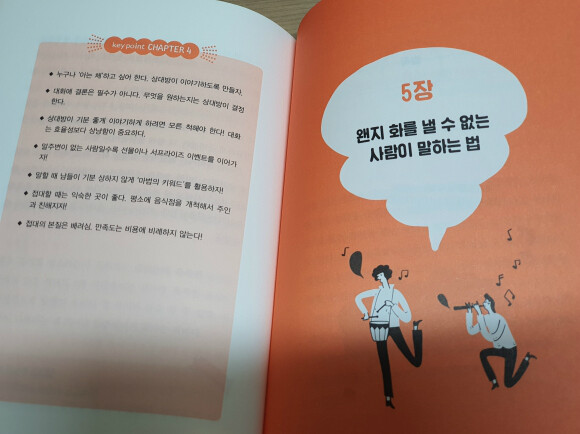 key point CHAPTER 4
◆ 누구나 '아는 체'하고 싶어 한다. 상대방이 이야기하도록 만들자.
◆ 대화에 결론은 필수가 아니다. 무엇을 원하는지는 상대방이 결정
한다.
◆ 상대방이 기분 좋게 이야기하게 하려면 모른 척해야 한다! 대화
는 효율성보다 상냥함이 중요하다.
◆ 말주변이 없는 사람일수록 선물이나 서프라이즈 이벤트를 이어가
자!
◆ 말할 때 남들이 기분 상하지 않게 '마법의 키워드'를 활용하자!
◆ 접대할 때는 익숙한 곳이 좋다. 평소에 음식점을 개척해서 주인
과 친해지자!
◆ 접대의 본질은 배려심, 만족도는 비용에 비례하지 않는다!
5장
왠지 화를 낼 수 없는
사람이 말하는 법